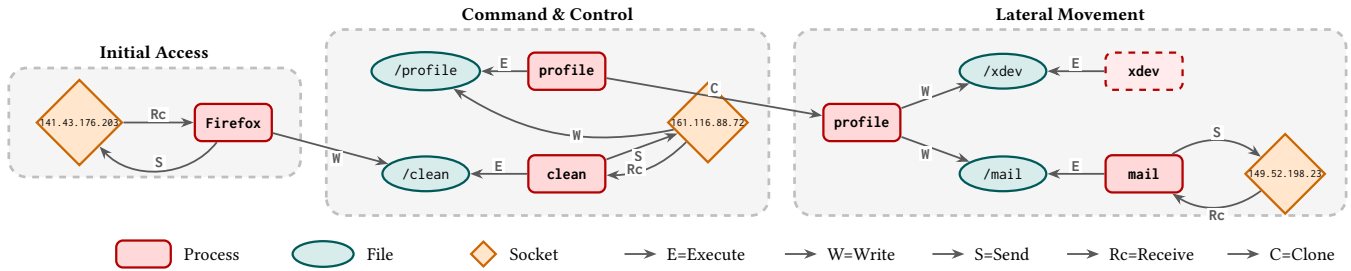 Initial Access
141.43.176.203
Rc
Firefox
S
W
Command & Control
/profile
E
profile
C
161.116.88.72
W
/clean
E
clean
S
Rc
Lateral Movement
profile
W
/xdev
E
xdev
W
/mail
E
mail
S
149.52.198.23
Rc
Process
File
Socket
E=Execute
W=Write
S=Send
Rc=Receive
C=Clone